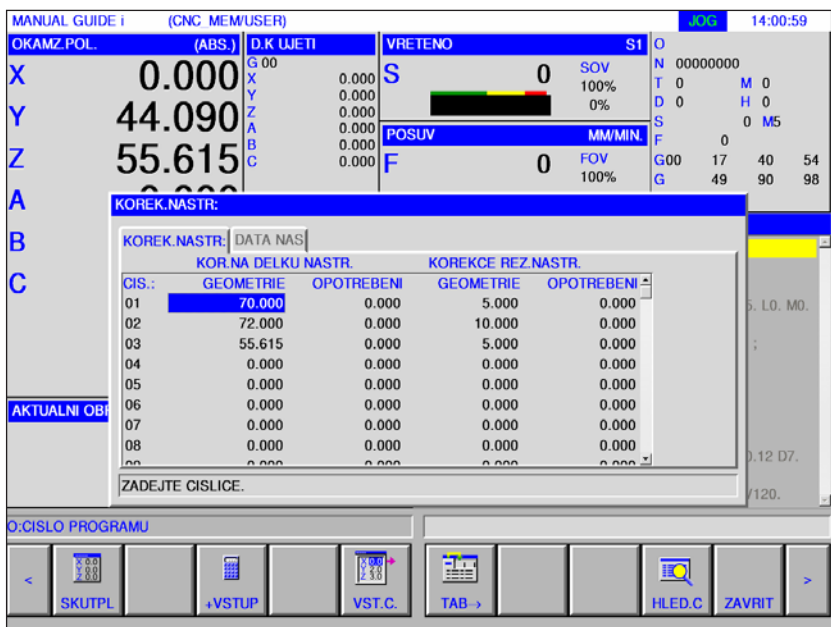 MANUAL GUIDE i (CNC_MEM/USER) JOG 14:00:59
OKAMZ.POL. (ABS.) D.K UJETI VRETENO S1 O
X 0.000 G 00 S 0 SOV N 00000000
X 0.000 100% T 0 M 0
Y 0.000 0% D 0 H 0
Y 44.090 Z 0.000 S 0 M5
A 0.000 POSUV MM/MIN. F 0
B 0.000
Z 55.615 C 0.000 F 0 FOV G00 17 40 54
100% G 49 90 98
A
KOREK.NASTR:
B KOREK.NASTR: DATA NAS
KOR.NA DELKU NASTR. KOREKCE REZ.NASTR.
C CIS.: GEOMETRIE OPOTREBENI GEOMETRIE OPOTREBENI
01 70.000 0.000 5.000 0.000 L0. M0.
02 72.000 0.000 10.000 0.000
03 55.615 0.000 5.000 0.000 ;
04 0.000 0.000 0.000 0.000
05 0.000 0.000 0.000 0.000
AKTUALNI 06 0.000 0.000 0.000 0.000
07 0.000 0.000 0.000 0.000
08 0.000 0.000 0.000 0.000 D7.
ZADEJTE CISLICE. /120.
O:CISLO PROGRAMU
< SKUTPL +VSTUP VST.C. TAB→ HLED.C ZAVRIT >